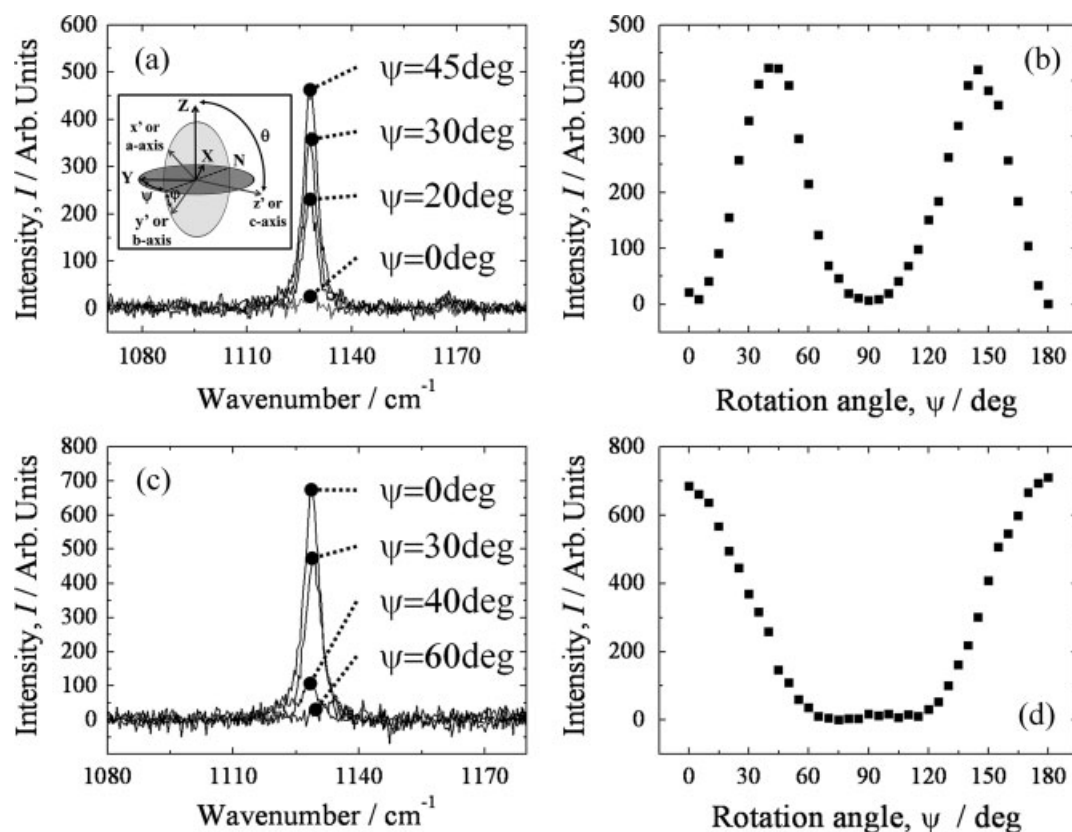 (a)
600
500
400
300
200
100
0
Intensity, I / Arb. Units
ψ=45deg
ψ=30deg
ψ=20deg
ψ=0deg
Z
x' or
a-axis
X
N
θ
Y
ψ
φ
y' or
b-axis
z' or
c-axis
1080 1110 1140 1170
Wavenumber / cm⁻¹
(b)
500
400
300
200
100
0
Intensity, I / Arb. Units
0 30 60 90 120 150 180
Rotation angle, ψ / deg
(c)
800
700
600
500
400
300
200
100
0
Intensity, I / Arb. Units
ψ=0deg
ψ=30deg
ψ=40deg
ψ=60deg
1080 1110 1140 1170
Wavenumber / cm⁻¹
800
600
400
200
0
Intensity, I / Arb. Units
(d)
0 30 60 90 120 150 180
Rotation angle, ψ / deg